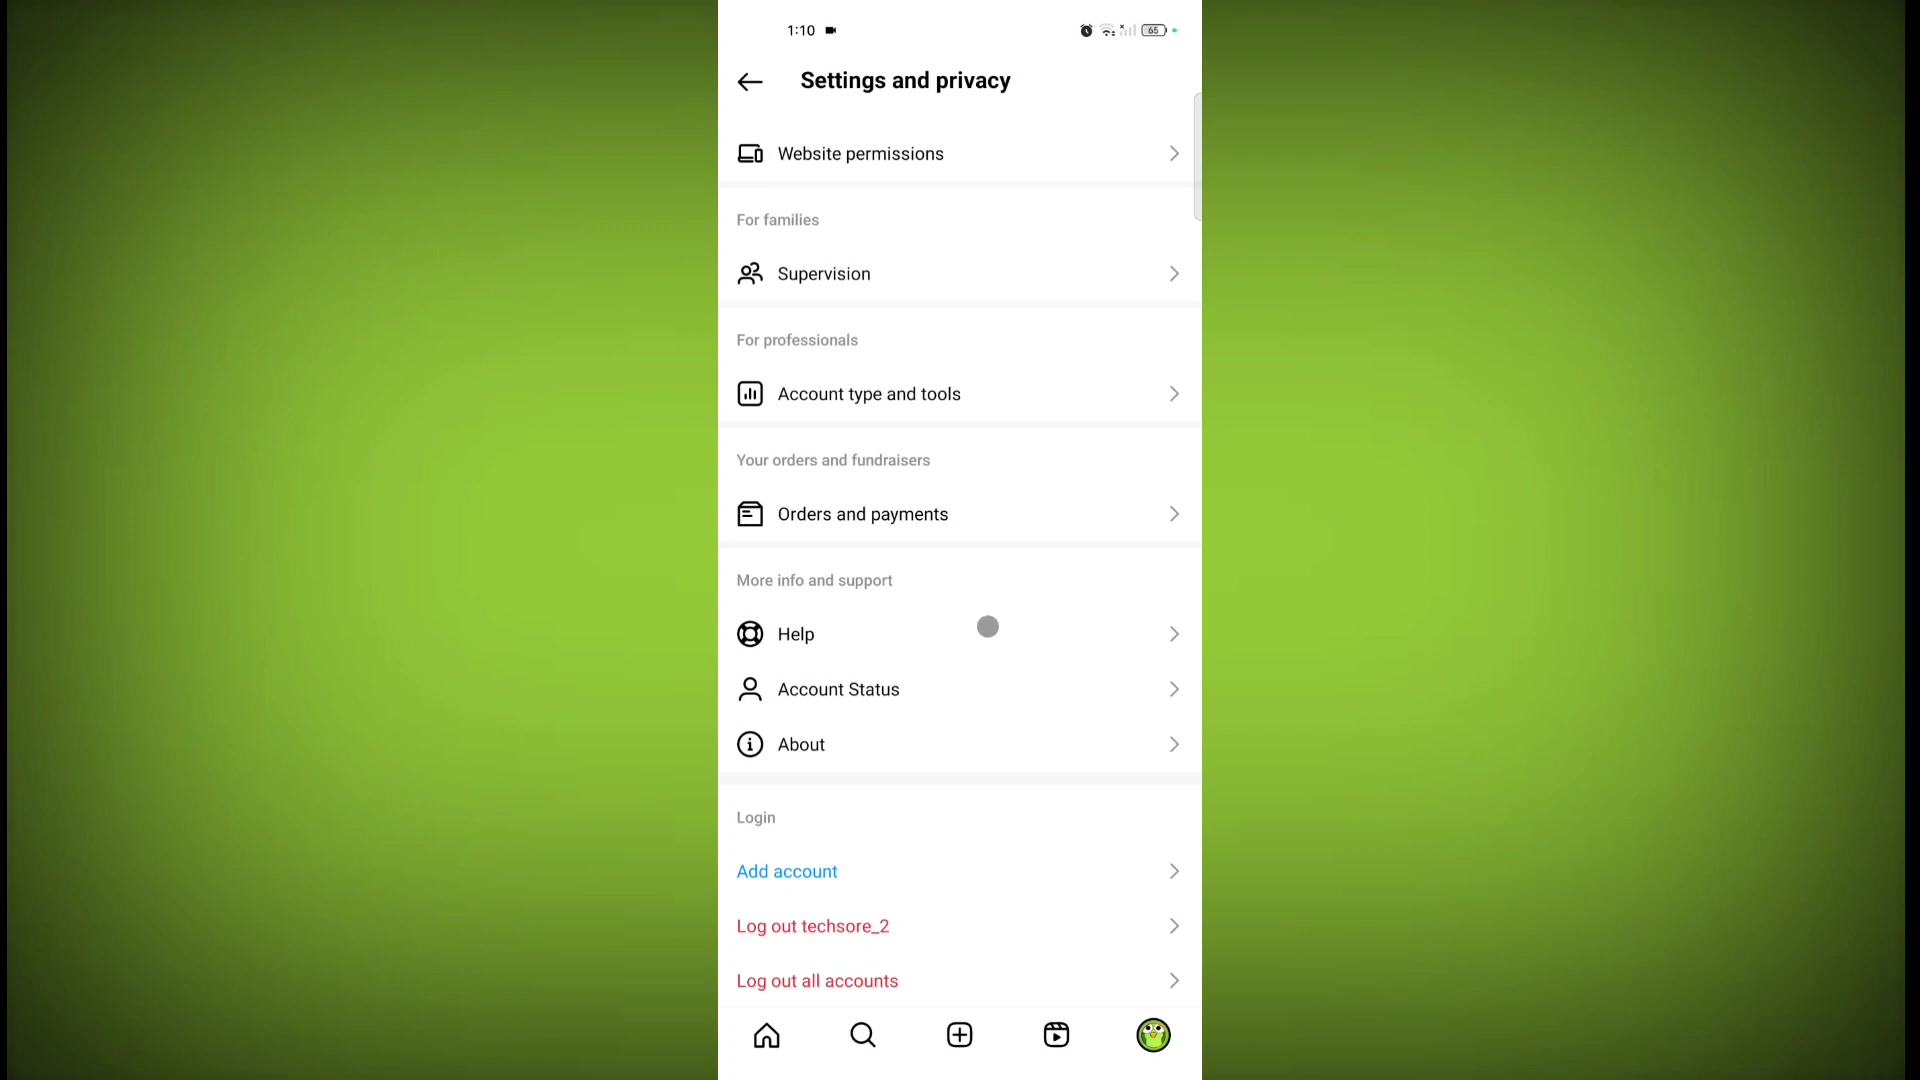 1:10
65
Settings and privacy
Website permissions
For families
Supervision
For professionals
Account type and tools
Your orders and fundraisers
Orders and payments
More info and support
Help
Account Status
About
Login
Add account
Log out techsore_2
Log out all accounts